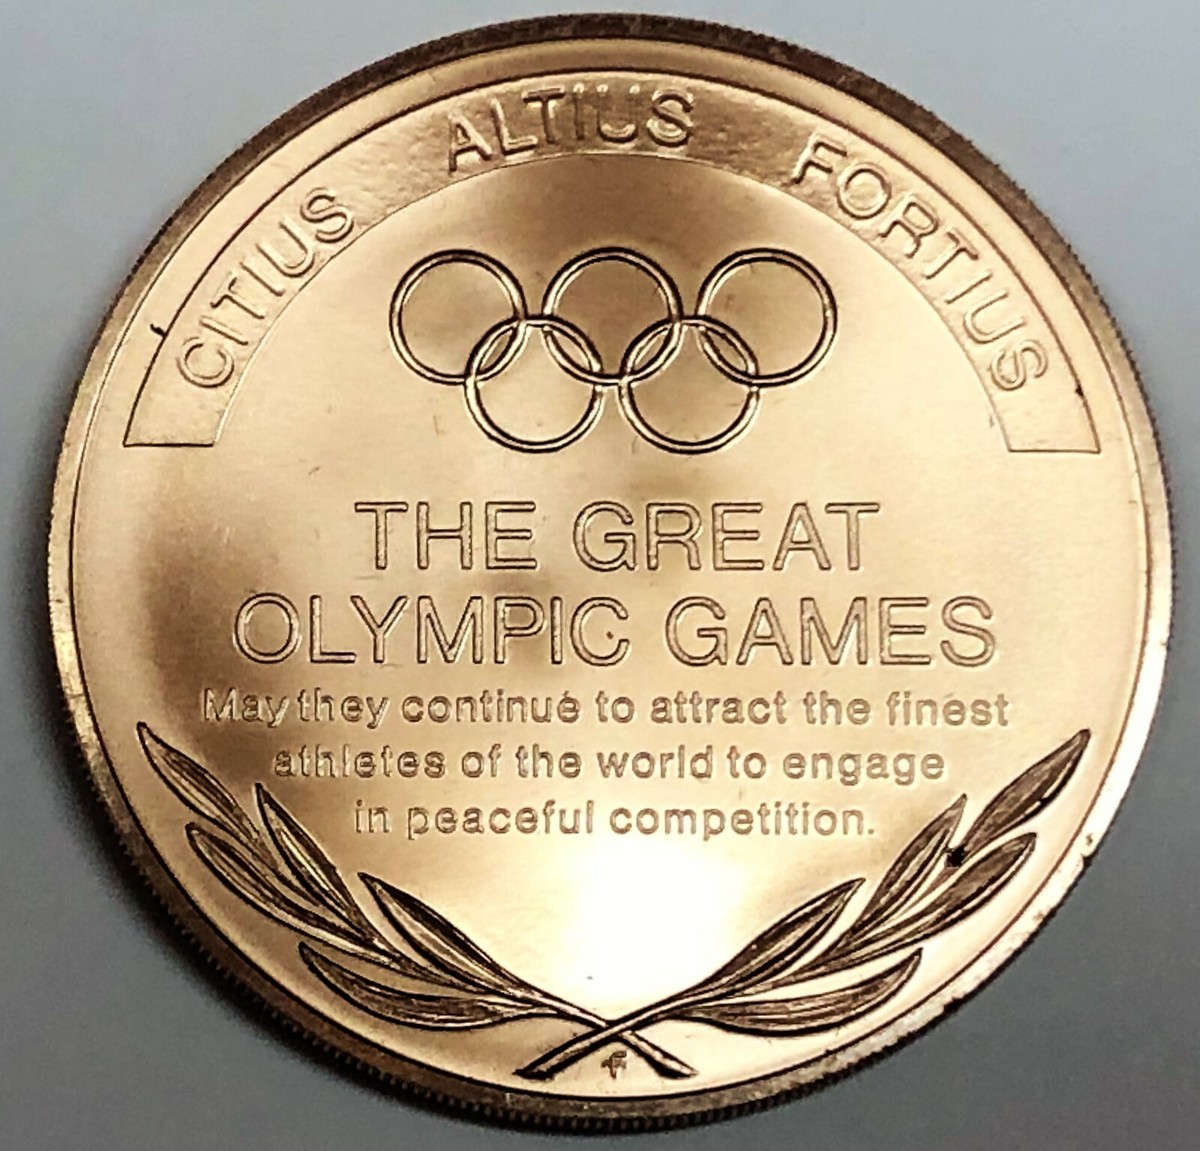 CITIUS ALTIUS FORTIUS
THE GREAT
OLYMPIC GAMES
May they continue to attract the finest
athletes of the world to engage
in peaceful competition.